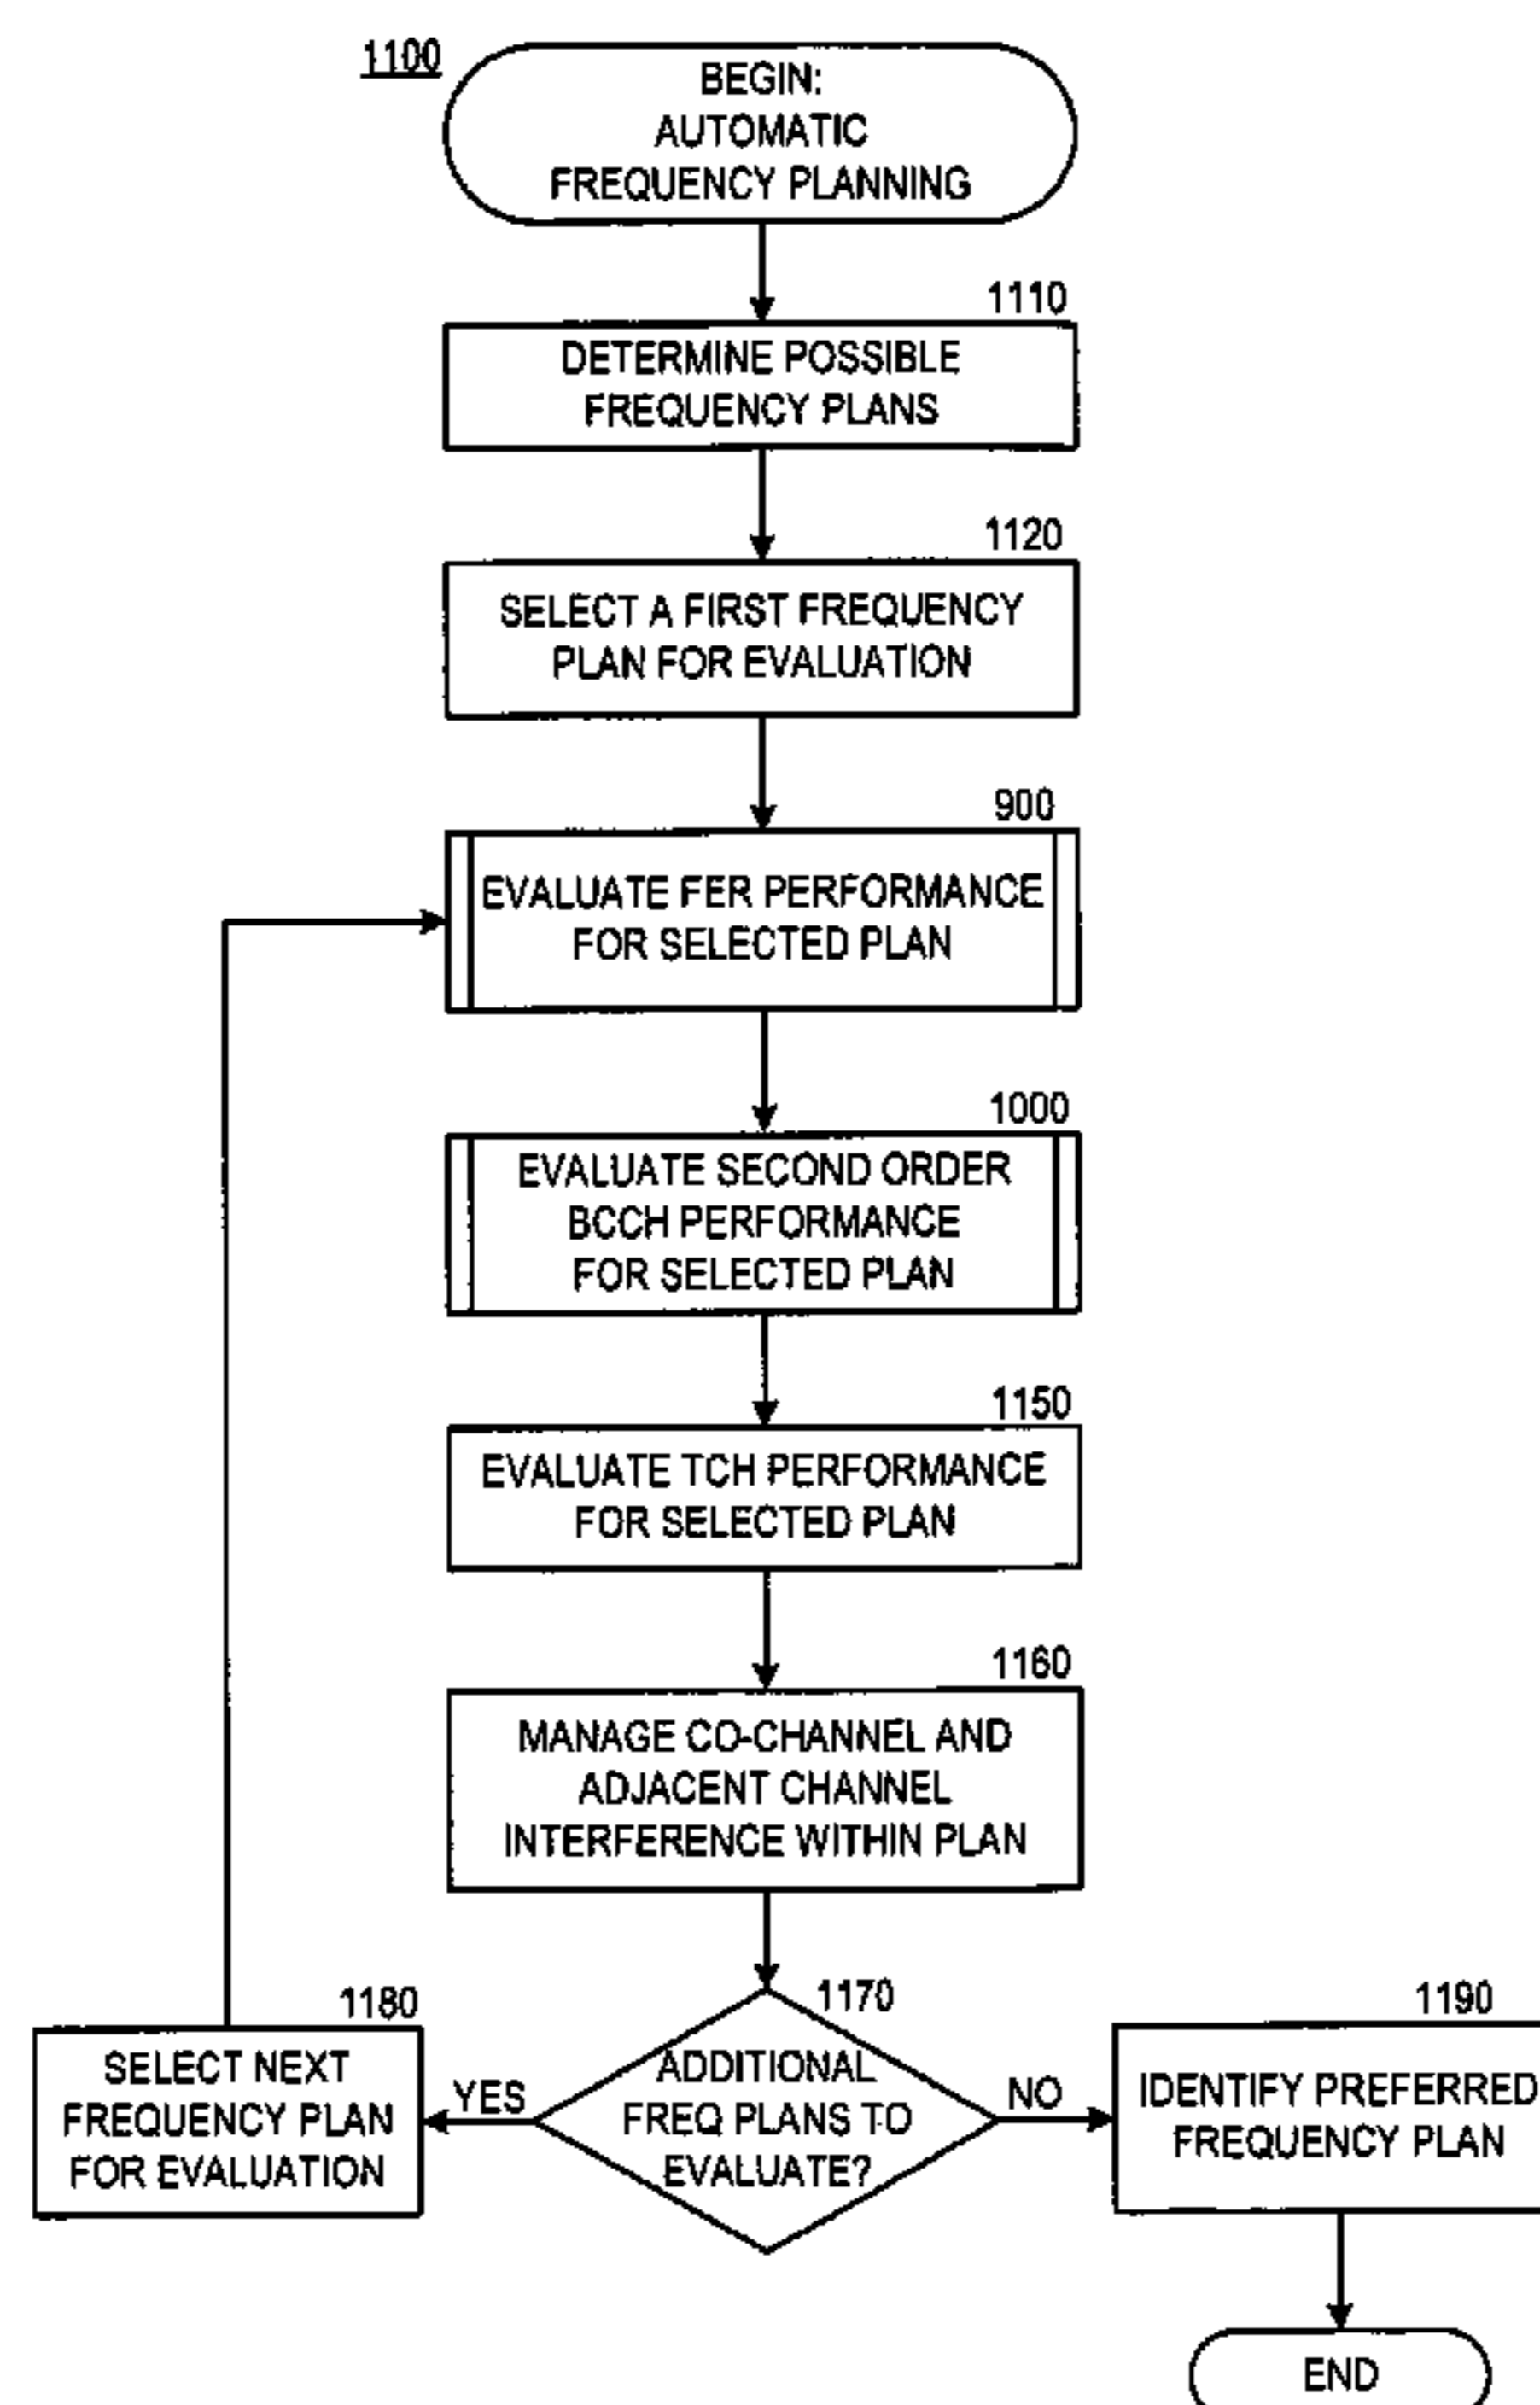 1100
BEGIN:
AUTOMATIC
FREQUENCY PLANNING
1110
DETERMINE POSSIBLE
FREQUENCY PLANS
1120
SELECT A FIRST FREQUENCY
PLAN FOR EVALUATION
900
EVALUATE FER PERFORMANCE
FOR SELECTED PLAN
1000
EVALUATE SECOND ORDER
BCCH PERFORMANCE
FOR SELECTED PLAN
1150
EVALUATE TCH PERFORMANCE
FOR SELECTED PLAN
1160
MANAGE CO-CHANNEL AND
ADJACENT CHANNEL
INTERFERENCE WITHIN PLAN
1170
ADDITIONAL
FREQ PLANS TO
EVALUATE?
YES
NO
1180
SELECT NEXT
FREQUENCY PLAN
FOR EVALUATION
1190
IDENTIFY PREFERRED
FREQUENCY PLAN
END